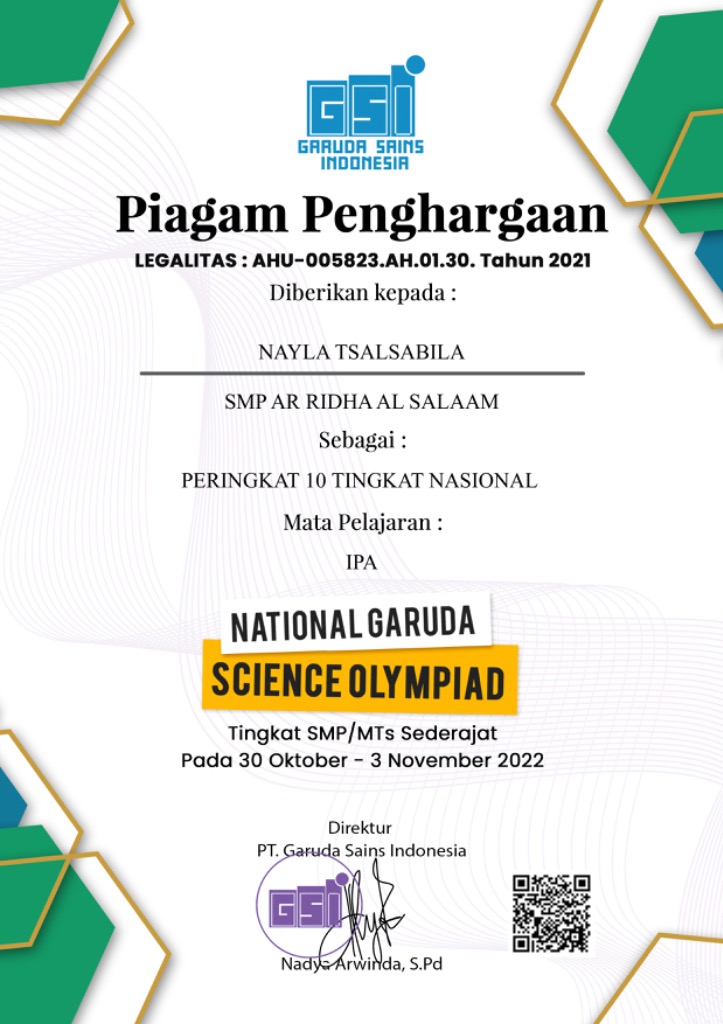 GSI
GARUDA SAINS
INDONESIA
Piagam Penghargaan
LEGALITAS : AHU-005823.AH.01.30. Tahun 2021
Diberikan kepada :
NAYLA TSALSABILA
SMP AR RIDHA AL SALAAM
Sebagai :
PERINGKAT 10 TINGKAT NASIONAL
Mata Pelajaran :
IPA
NATIONAL GARUDA
SCIENCE OLYMPIAD
Tingkat SMP/MTs Sederajat
Pada 30 Oktober - 3 November 2022
Direktur
PT. Garuda Sains Indonesia
GSI
Nadya Arwinda, S.Pd